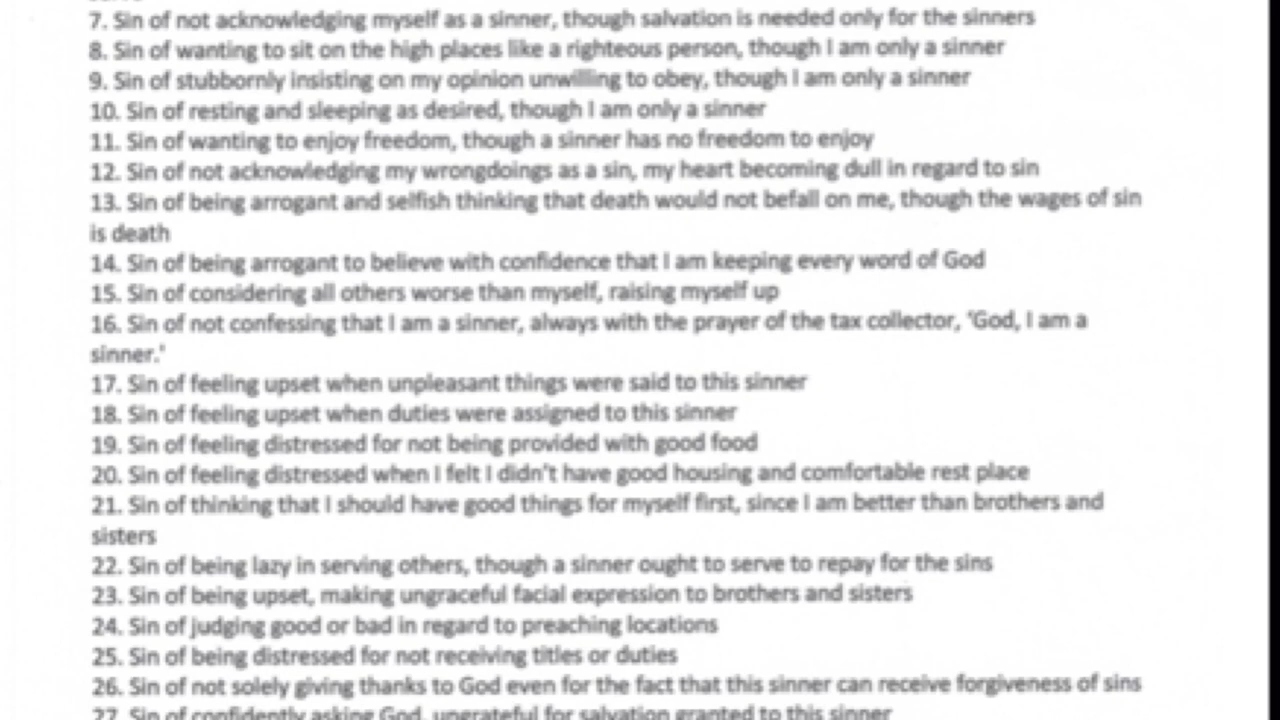 7. Sin of not acknowledging myself as a sinner, though salvation is needed only for the sinners
8. Sin of wanting to sit on the high places like a righteous person, though I am only a sinner
9. Sin of stubbornly insisting on my opinion unwilling to obey, though I am only a sinner
10. Sin of resting and sleeping as desired, though I am only a sinner
11. Sin of wanting to enjoy freedom, though a sinner has no freedom to enjoy
12. Sin of not acknowledging my wrongdoings as a sin, my heart becoming dull in regard to sin
13. Sin of being arrogant and selfish thinking that death would not befall on me, though the wages of sin
is death
14. Sin of being arrogant to believe with confidence that I am keeping every word of God
15. Sin of considering all others worse than myself, raising myself up
16. Sin of not confessing that I am a sinner, always with the prayer of the tax collector, 'God, I am a
sinner.'
17. Sin of feeling upset when unpleasant things were said to this sinner
18. Sin of feeling upset when duties were assigned to this sinner
19. Sin of feeling distressed for not being provided with good food
20. Sin of feeling distressed when I felt I didn't have good housing and comfortable rest place
21. Sin of thinking that I should have good things for myself first, since I am better than brothers and
sisters
22. Sin of being lazy in serving others, though a sinner ought to serve to repay for the sins
23. Sin of being upset, making ungraceful facial expression to brothers and sisters
24. Sin of judging good or bad in regard to preaching locations
25. Sin of being distressed for not receiving titles or duties
26. Sin of not solely giving thanks to God even for the fact that this sinner can receive forgiveness of sins
27. Sin of confidently asking God, ungrateful for salvation granted to this sinner